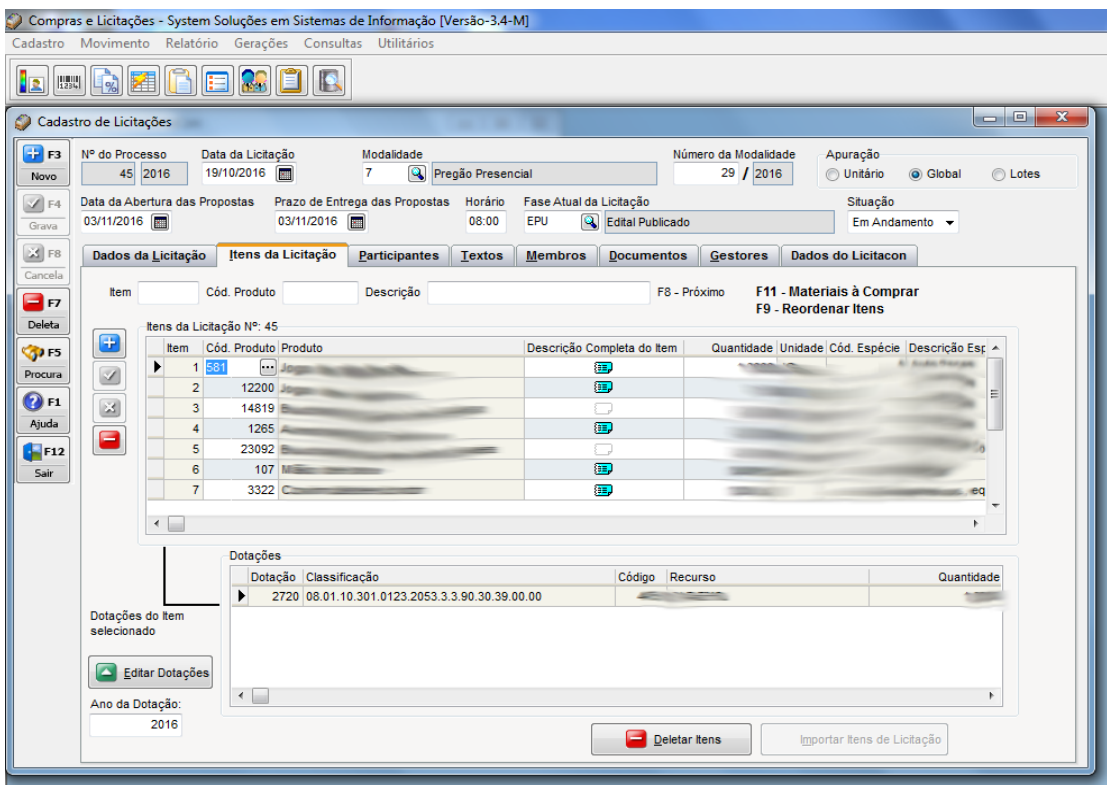 Compras e Licitações - System Soluções em Sistemas de Informação [Versão-3.4-M]
Cadastro Movimento Relatório Gerações Consultas Utilitários
Cadastro de Licitações
F3 Novo
F4 Grava
F8 Cancela
F7 Deleta
F5 Procura
F1 Ajuda
F12 Sair
Nº do Processo Data da Licitação Modalidade Número da Modalidade Apuração
45 2016 19/10/2016 7 Pregão Presencial 29 / 2016 Unitário Global Lotes
Data da Abertura das Propostas Prazo de Entrega das Propostas Horário Fase Atual da Licitação Situação
03/11/2016 03/11/2016 08:00 EPU Edital Publicado Em Andamento
Dados da Licitação Itens da Licitação Participantes Textos Membros Documentos Gestores Dados do Licitacon
Item Cód. Produto Descrição F8 - Próximo F11 - Materiais à Comprar
F9 - Reordenar Itens
Itens da Licitação Nº: 45
Item Cód. Produto Produto Descrição Completa do Item Quantidade Unidade Cód. Espécie Descrição Esp
1 581 ...
2 12200
3 14819
4 1265
5 23092
6 107
7 3322
Dotações
Dotação Classificação Código Recurso Quantidade
2720 08.01.10.301.0123.2053.3.3.90.30.39.00.00
Dotações do Item
selecionado
Editar Dotações
Ano da Dotação:
2016
Deletar Itens Importar Itens de Licitação